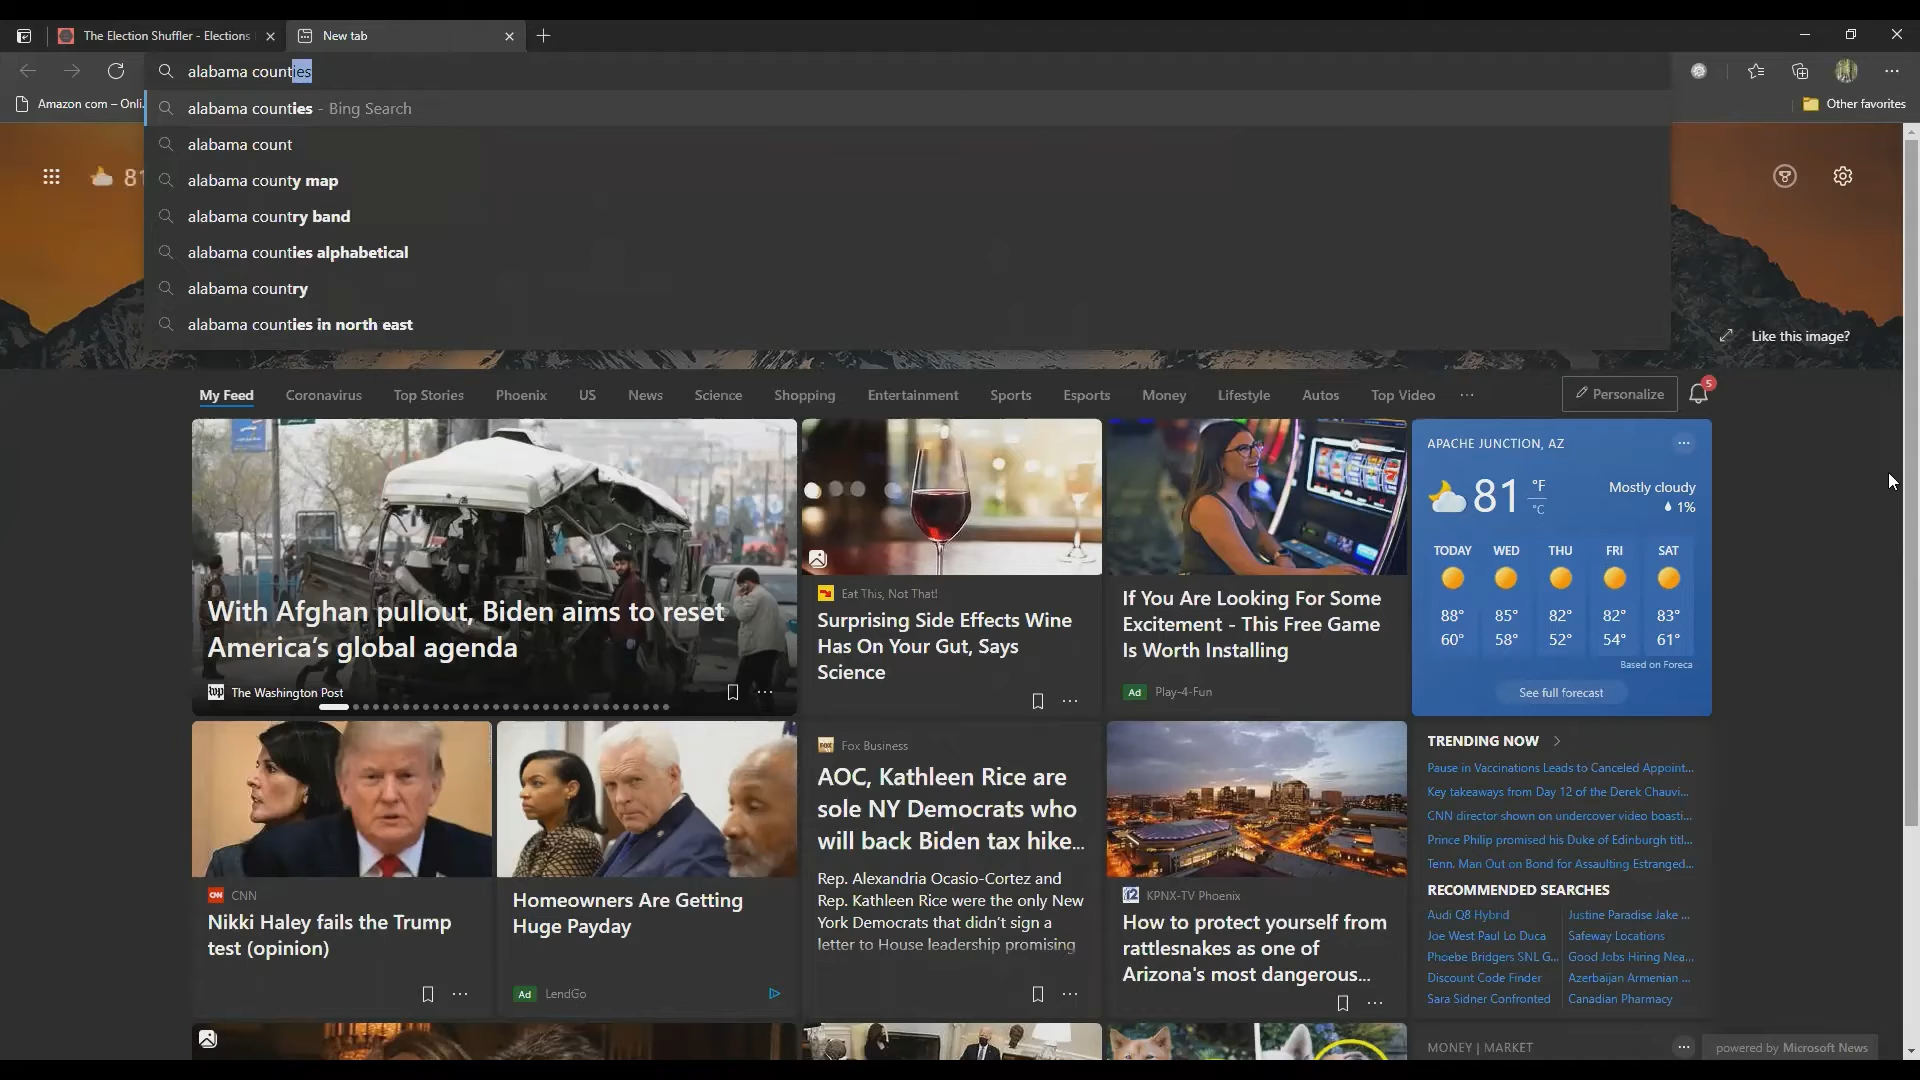 The Election Shuffler - Elections
New tab
alabama counties
Amazon com – Onli...
Other favorites
alabama counties - Bing Search
alabama count
alabama county map
alabama country band
alabama counties alphabetical
alabama country
alabama counties in north east
81
Like this image?
My Feed
Coronavirus
Top Stories
Phoenix
US
News
Science
Shopping
Entertainment
Sports
Esports
Money
Lifestyle
Autos
Top Video
Personalize
5
With Afghan pullout, Biden aims to reset
America's global agenda
wp The Washington Post
Eat This, Not That!
Surprising Side Effects Wine
Has On Your Gut, Says
Science
If You Are Looking For Some
Excitement - This Free Game
Is Worth Installing
Ad Play-4-Fun
APACHE JUNCTION, AZ
81 °F
°C
Mostly cloudy
1%
TODAY WED THU FRI SAT
88° 85° 82° 82° 83°
60° 58° 52° 54° 61°
Based on Foreca
See full forecast
CNN
Nikki Haley fails the Trump
test (opinion)
Homeowners Are Getting
Huge Payday
Ad LendGo
Fox Business
AOC, Kathleen Rice are
sole NY Democrats who
will back Biden tax hike...
Rep. Alexandria Ocasio-Cortez and
Rep. Kathleen Rice were the only New
York Democrats that didn't sign a
letter to House leadership promising
12 KPNX-TV Phoenix
How to protect yourself from
rattlesnakes as one of
Arizona's most dangerous...
TRENDING NOW
Pause in Vaccinations Leads to Canceled Appoint...
Key takeaways from Day 12 of the Derek Chauvi...
CNN director shown on undercover video boasti...
Prince Philip promised his Duke of Edinburgh titl...
Tenn. Man Out on Bond for Assaulting Estranged...
RECOMMENDED SEARCHES
Audi Q8 Hybrid
Justine Paradise Jake ...
Joe West Paul Lo Duca
Safeway Locations
Phoebe Bridgers SNL G...
Good Jobs Hiring Nea...
Discount Code Finder
Azerbaijan Armenian ...
Sara Sidner Confronted
Canadian Pharmacy
MONEY | MARKET
powered by Microsoft News